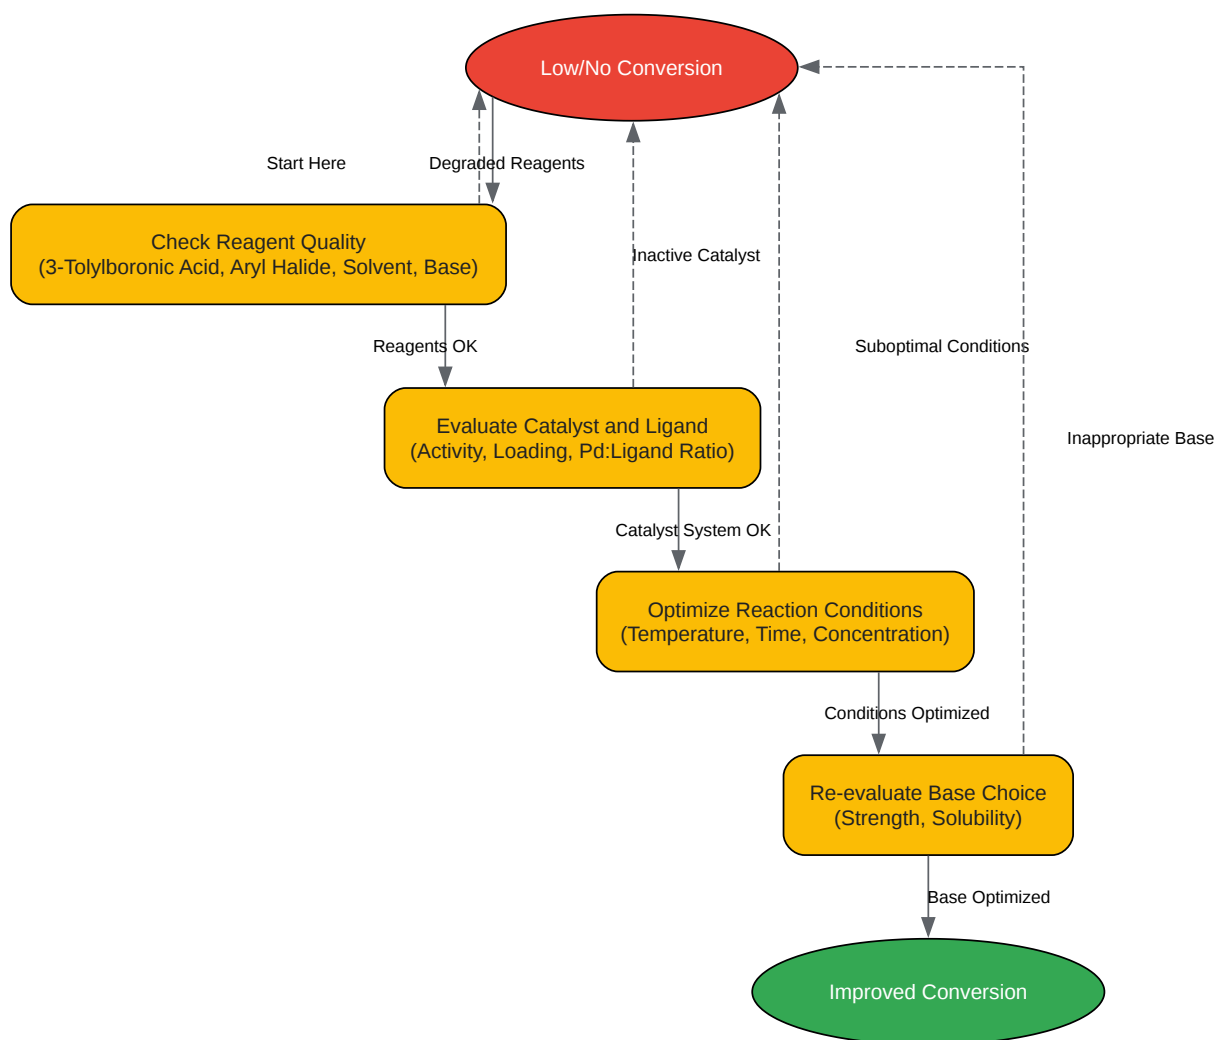 Low/No Conversion
Start Here
Degraded Reagents
Check Reagent Quality
(3-Tolylboronic Acid, Aryl Halide, Solvent, Base)
Inactive Catalyst
Reagents OK
Suboptimal Conditions
Evaluate Catalyst and Ligand
(Activity, Loading, Pd:Ligand Ratio)
Inappropriate Base
Catalyst System OK
Optimize Reaction Conditions
(Temperature, Time, Concentration)
Conditions Optimized
Re-evaluate Base Choice
(Strength, Solubility)
Base Optimized
Improved Conversion